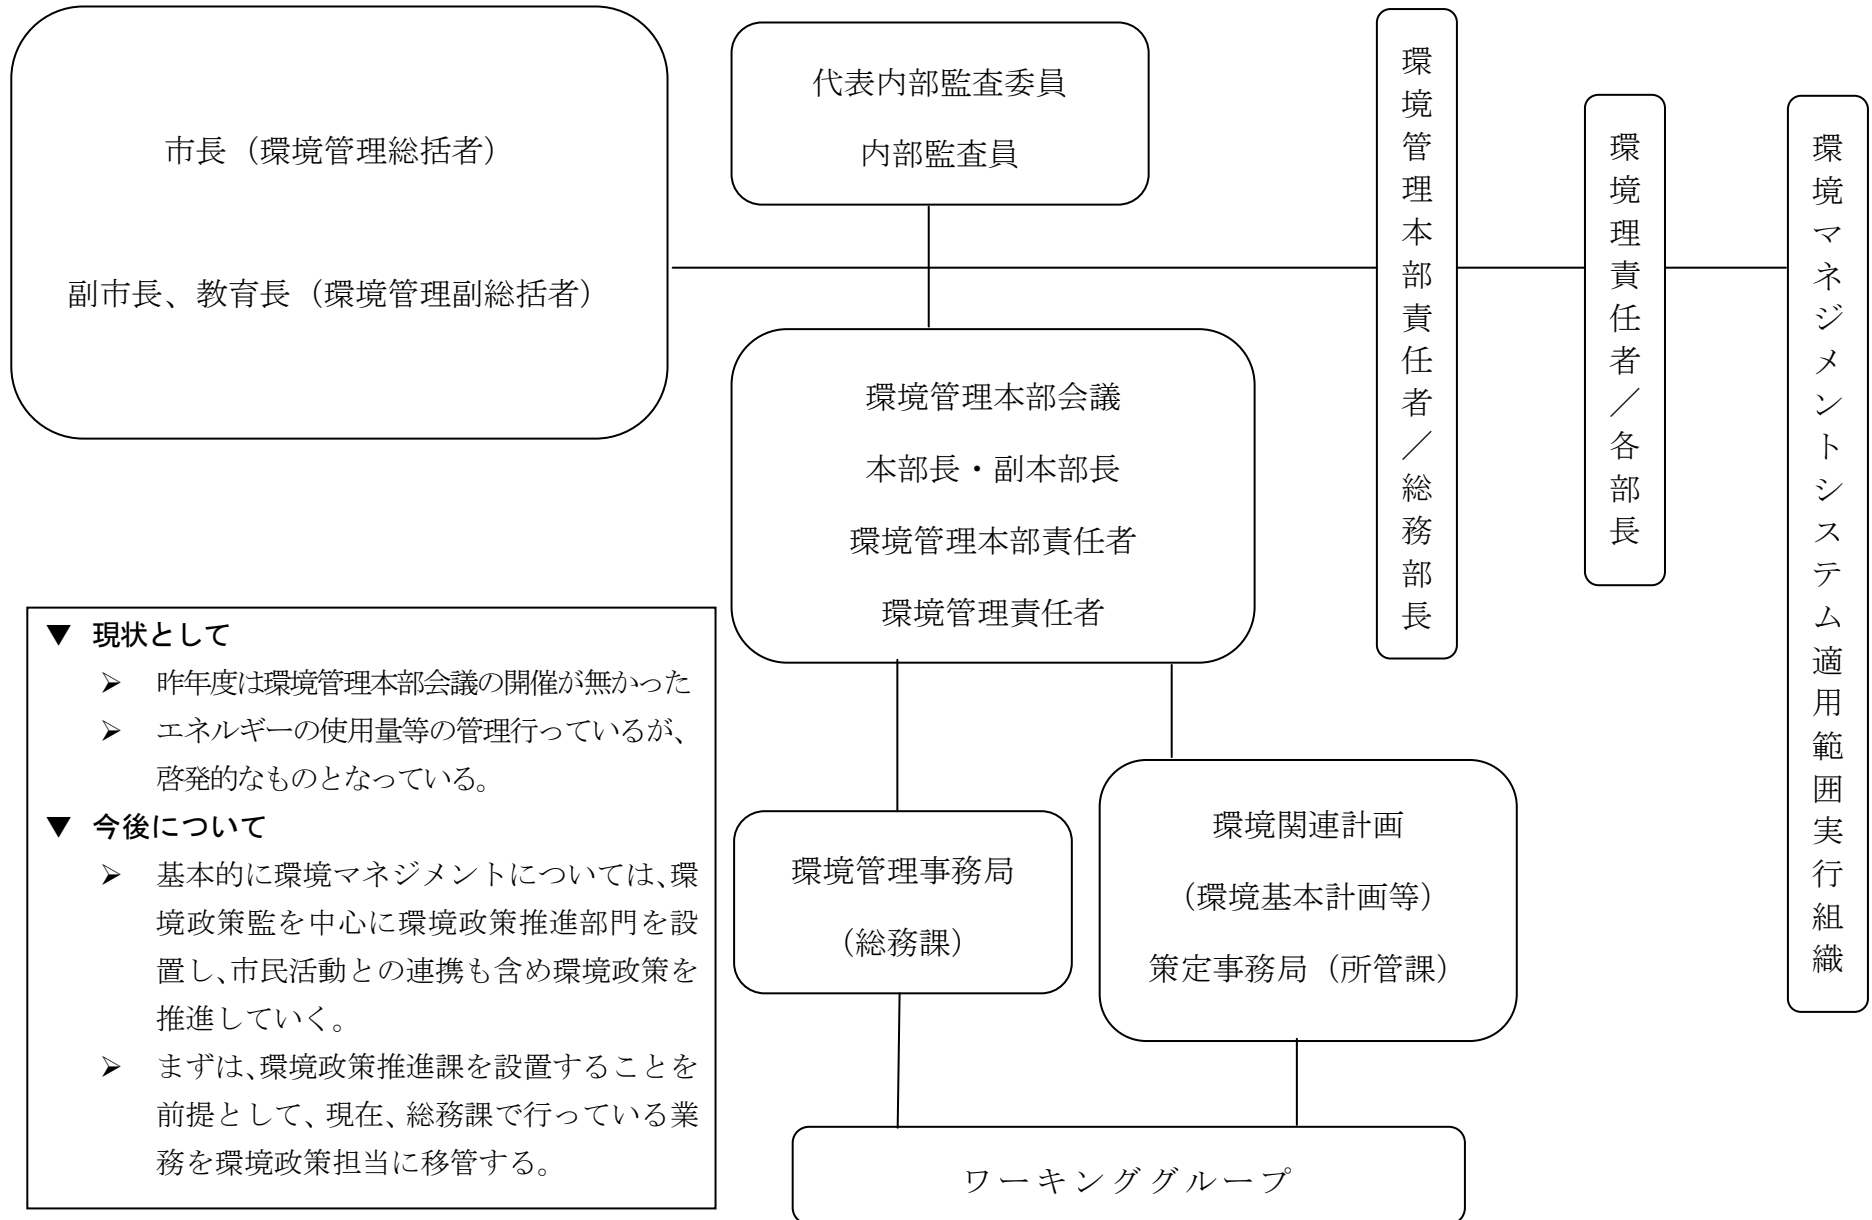 市長（環境管理総括者）
副市長、教育長（環境管理副総括者）
代表内部監査委員
内部監査員
環境管理本部会議
本部長・副本部長
環境管理本部責任者
環境管理責任者
環境管理本部責任者／総務部長
環境理責任者／各部長
環境マネジメントシステム適用範囲実行組織
▼ 現状として
➢ 昨年度は環境管理本部会議の開催が無かった
➢ エネルギーの使用量等の管理行っているが、
啓発的なものとなっている。
▼ 今後について
➢ 基本的に環境マネジメントについては、環
境政策監を中心に環境政策推進部門を設
置し、市民活動との連携も含め環境政策を
推進していく。
➢ まずは、環境政策推進課を設置することを
前提として、現在、総務課で行っている業
務を環境政策担当に移管する。
環境管理事務局
（総務課）
環境関連計画
（環境基本計画等）
策定事務局（所管課）
ワーキンググループ